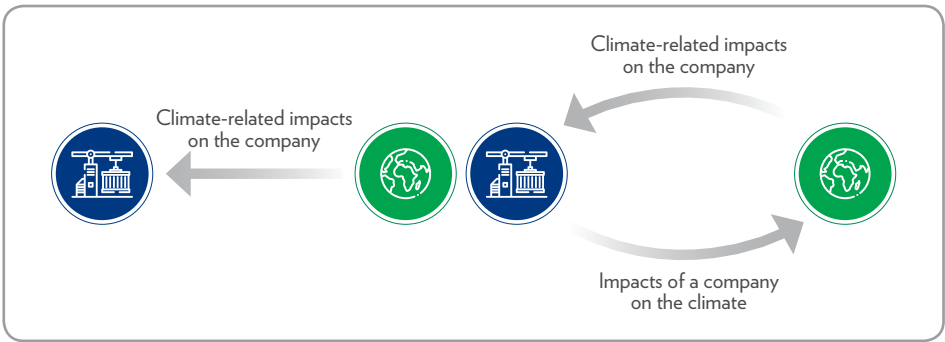 Climate-related impacts
on the company
Climate-related impacts
on the company
Impacts of a company
on the climate